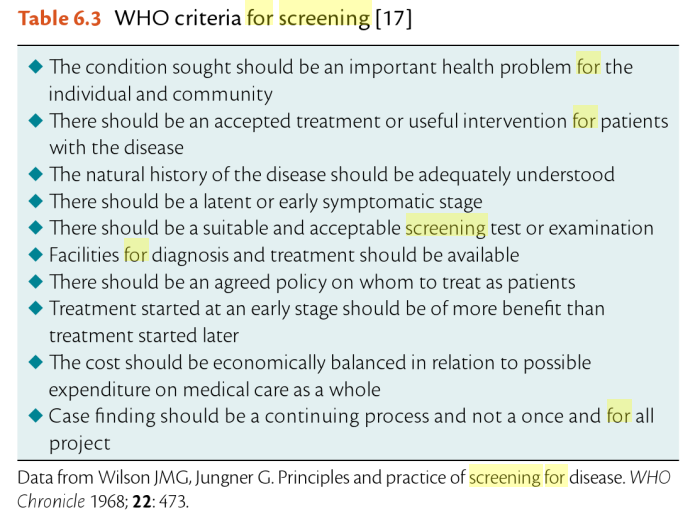 Table 6.3 WHO criteria for screening [17]
◆ The condition sought should be an important health problem for the
individual and community
◆ There should be an accepted treatment or useful intervention for patients
with the disease
◆ The natural history of the disease should be adequately understood
◆ There should be a latent or early symptomatic stage
◆ There should be a suitable and acceptable screening test or examination
◆ Facilities for diagnosis and treatment should be available
◆ There should be an agreed policy on whom to treat as patients
◆ Treatment started at an early stage should be of more benefit than
treatment started later
◆ The cost should be economically balanced in relation to possible
expenditure on medical care as a whole
◆ Case finding should be a continuing process and not a once and for all
project
Data from Wilson JMG, Jungner G. Principles and practice of screening for disease. WHO
Chronicle 1968; 22: 473.